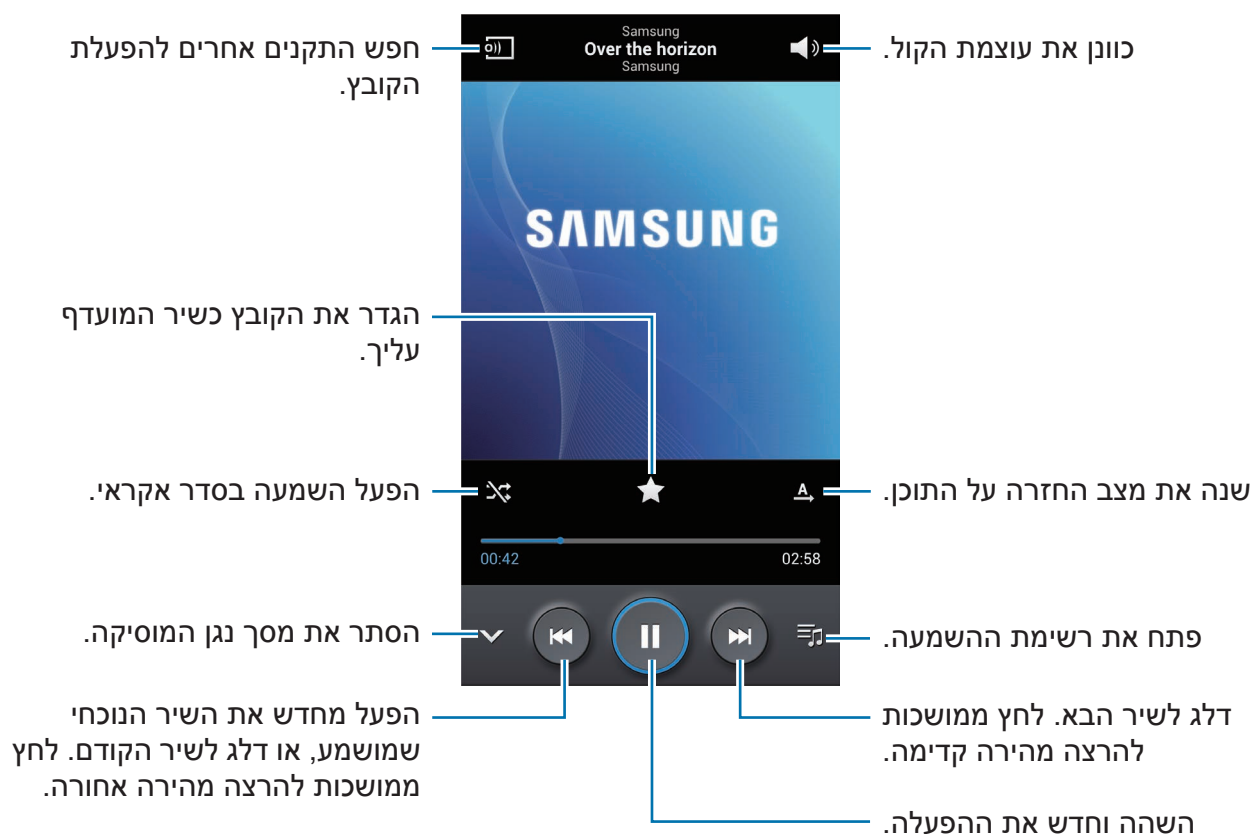 Samsung
Over the horizon
Samsung
חפש התקנים אחרים להפעלת
הקובץ.
כוונן את עוצמת הקול.
SAMSUNG
הגדר את הקובץ כשיר המועדף
עליך.
הפעל השמעה בסדר אקראי.
A
שנה את מצב החזרה על התוכן.
00:42
02:58
הסתר את מסך נגן המוסיקה.
פתח את רשימת ההשמעה.
הפעל מחדש את השיר הנוכחי
שמושמע, או דלג לשיר הקודם. לחץ
ממושכות להרצה מהירה אחורה.
דלג לשיר הבא. לחץ ממושכות
להרצה מהירה קדימה.
השהה וחדש את ההפעלה.